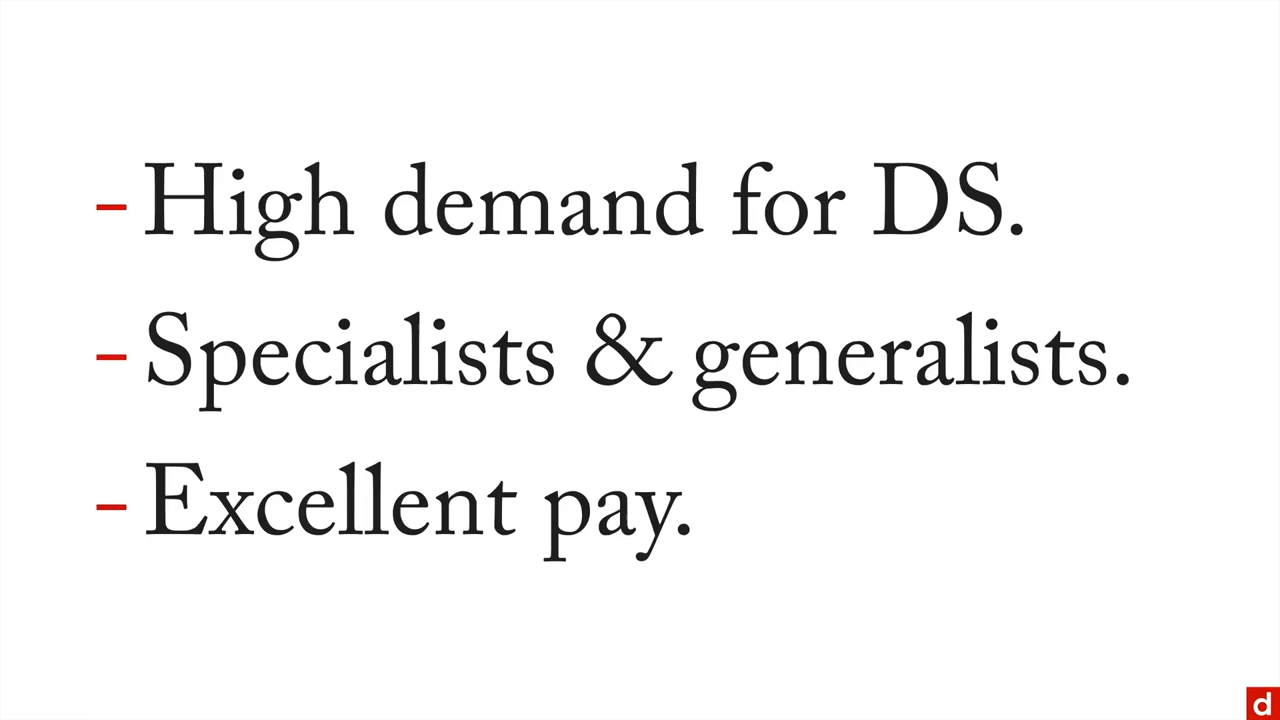 – High demand for DS.
– Specialists & generalists.
– Excellent pay.
d